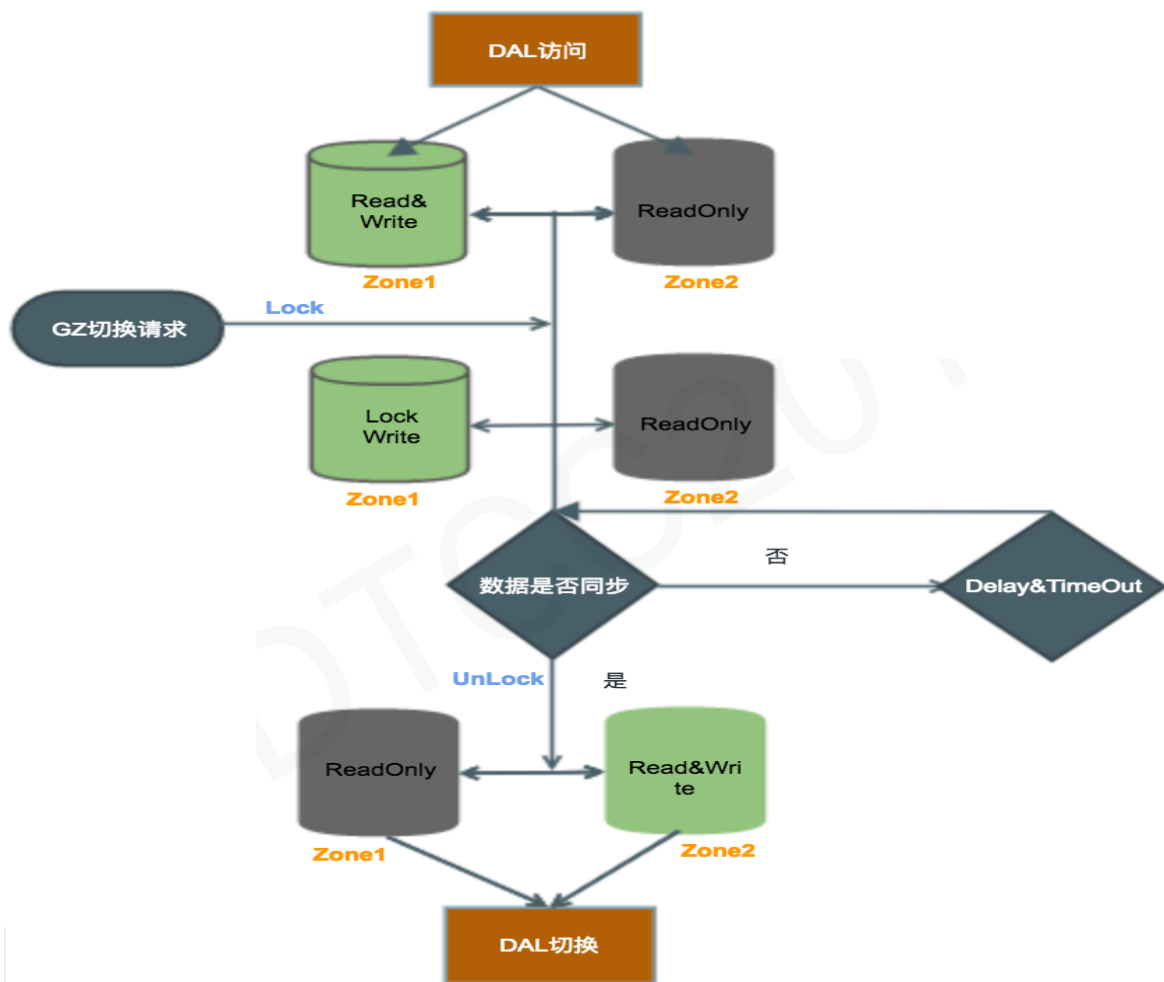 DAL访问
Read&
Write
ReadOnly
Zone1
Zone2
Lock
GZ切换请求
Lock
Write
ReadOnly
Zone1
Zone2
否
数据是否同步
Delay&TimeOut
UnLock
是
ReadOnly
Read&Wri
te
Zone1
Zone2
DAL切换